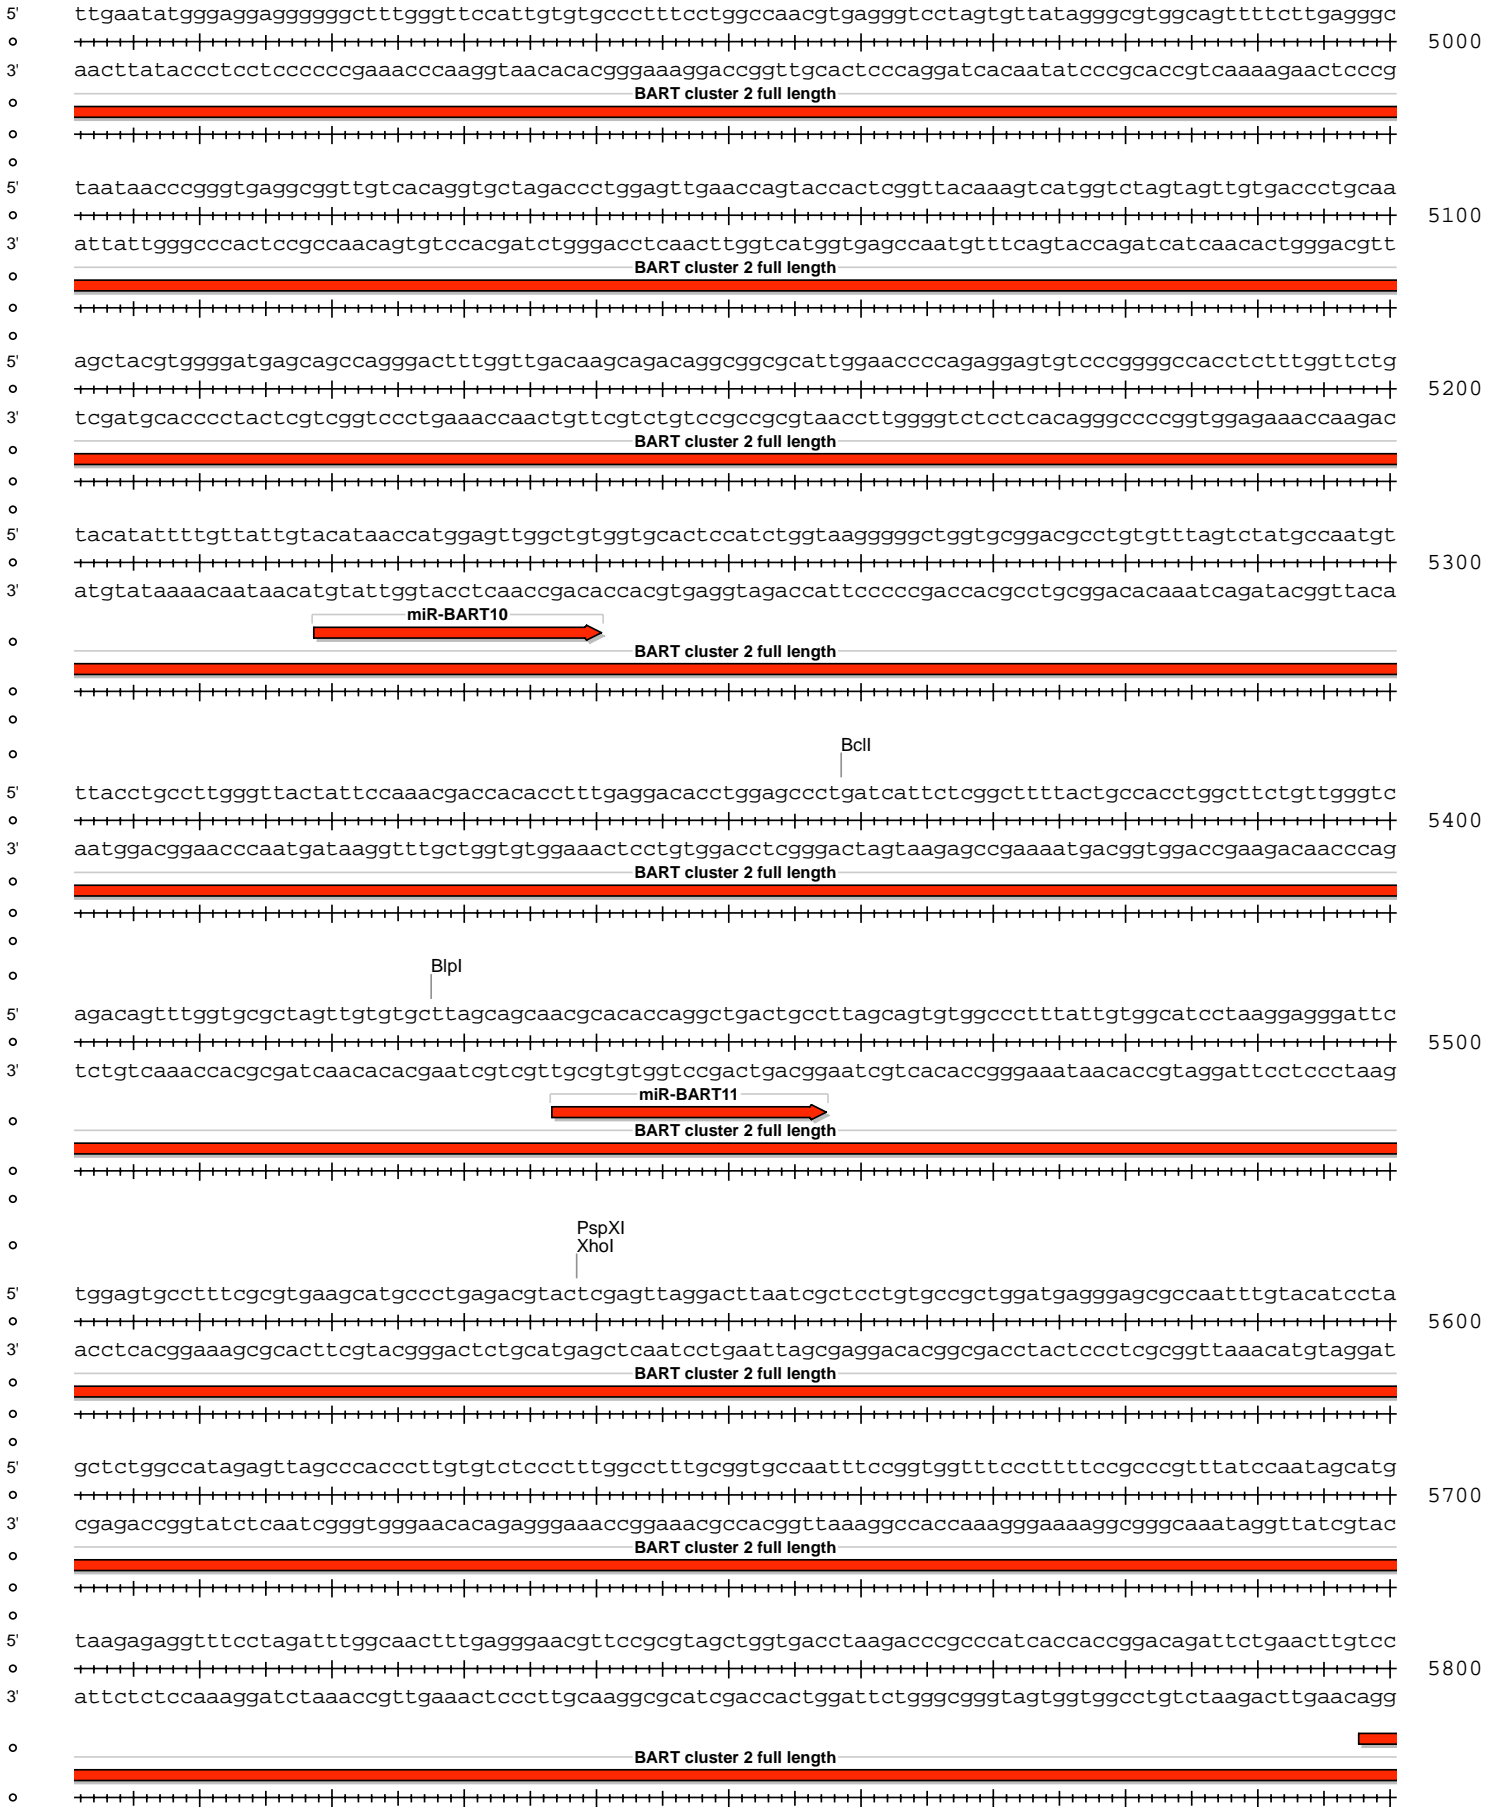 5' ttgaatatgggaggaggggggctttgggttccattgtgtgccctttcctggccaacgtgagggtcctagtgttatagggcgtggcagttttcttgagggc
5000
3' aacttataccctcctccccccgaaacccaaggtaacacacgggaaaggaccggttgcactcccaggatcacaatatcccgcaccgtcaaaagaactcccg
BART cluster 2 full length
5' taataacccgggtgaggcggttgtcacaggtgctagaccctggagttgaaccagtaccactcggttacaaagtcatggtctagtagttgtgaccctgcaa
5100
3' attattgggcccactccgccaacagtgtccacgatctgggacctcaacttggtcatggtgagccaatgtttcagtaccagatcatcaacactgggacgtt
BART cluster 2 full length
5' agctacgtggggatgagcagccagggactttggttgacaagcagacaggcggcgcattggaaccccagaggagtgtcccggggccacctctttggttctg
5200
3' tcgatgcacccctactcgtcggtccctgaaaccaactgttcgtctgtccgccgcgtaaccttggggtctcctcacagggccccggtggagaaaccaagac
BART cluster 2 full length
5' tacatattttgttattgtacataaccatggagttggctgtggtgcactccatctggtaagggggctggtgcggacgcctgtgtttagtctatgccaatgt
5300
3' atgtataaaacaataacatgtattggtacctcaaccgacaccacgtgaggtagaccattcccccgaccacgcctgcggacacaaatcagatacggttaca
miR-BART10
BART cluster 2 full length
BclI
5' ttacctgccttgggttactattccaaacgaccacacctttgaggacacctggagccctgatcattctcggcttttactgccacctggcttctgttgggtc
5400
3' aatggacggaacccaatgataaggtttgctggtgtggaaactcctgtggacctcgggactagtaagagccgaaaatgacggtggaccgaagacaacccag
BART cluster 2 full length
BlpI
5' agacagtttggtgcgctagttgtgtgcttagcagcaacgcacaccaggctgactgccttagcagtgtggccctttattgtggcatcctaaggagggattc
5500
3' tctgtcaaaccacgcgatcaacacacgaatcgtcgttgcgtgtggtccgactgacggaatcgtcacaccgggaaataacaccgtaggattcctccctaag
miR-BART11
BART cluster 2 full length
PspXI
XhoI
5' tggagtgcctttcgcgtgaagcatgccctgagacgtactcgagttaggacttaatcgctcctgtgccgctggatgagggagcgccaatttgtacatccta
5600
3' acctcacggaaagcgcacttcgtacgggactctgcatgagctcaatcctgaattagcgaggacacggcgacctactccctcgcggttaaacatgtaggat
BART cluster 2 full length
5' gctctggccatagagttagcccacccttgtgtctccctttggcctttgcggtgccaatttccggtggtttcccttttccgcccgtttatccaatagcatg
5700
3' cgagaccggtatctcaatcgggtgggaacacagagggaaaccggaaacgccacggttaaaggccaccaaagggaaaaggcgggcaaataggttatcgtac
BART cluster 2 full length
5' taagagaggtttcctagatttggcaactttgagggaacgttccgcgtagctggtgacctaagacccgcccatcaccaccggacagattctgaacttgtcc
5800
3' attctctccaaaggatctaaaccgttgaaactcccttgcaaggcgcatcgaccactggattctgggcgggtagtggtggcctgtctaagacttgaacagg
BART cluster 2 full length